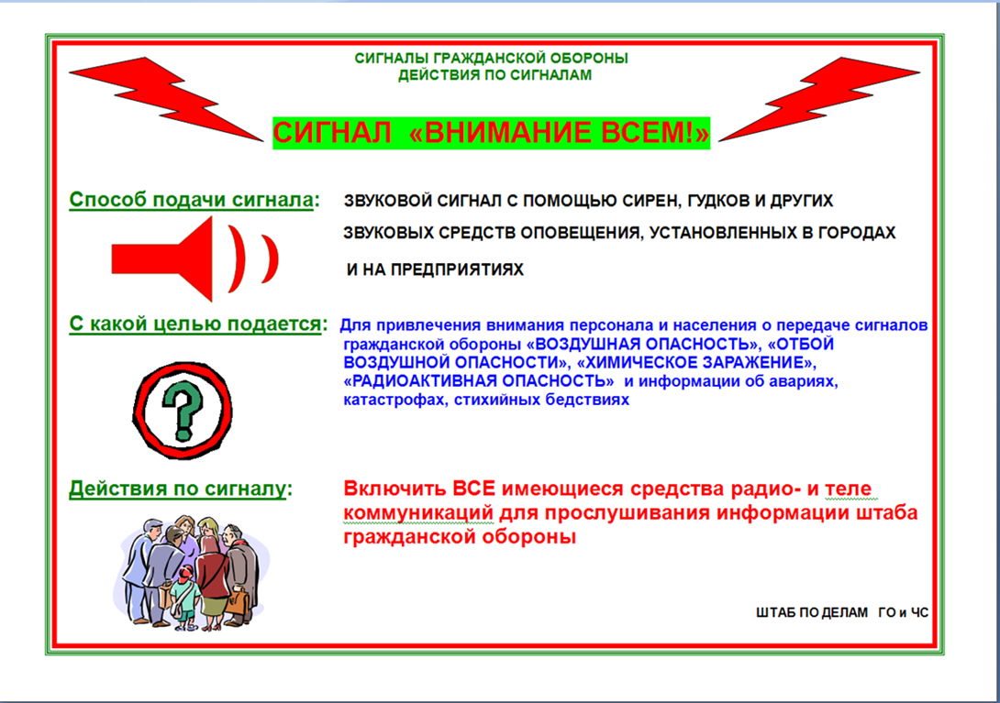 СИГНАЛЫ ГРАЖДАНСКОЙ ОБОРОНЫ
ДЕЙСТВИЯ ПО СИГНАЛАМ
СИГНАЛ «ВНИМАНИЕ ВСЕМ!»
Способ подачи сигнала: ЗВУКОВОЙ СИГНАЛ С ПОМОЩЬЮ СИРЕН, ГУДКОВ И ДРУГИХ
ЗВУКОВЫХ СРЕДСТВ ОПОВЕЩЕНИЯ, УСТАНОВЛЕННЫХ В ГОРОДАХ
И НА ПРЕДПРИЯТИЯХ
С какой целью подается: Для привлечения внимания персонала и населения о передаче сигналов
гражданской обороны «ВОЗДУШНАЯ ОПАСНОСТЬ», «ОТБОЙ
ВОЗДУШНОЙ ОПАСНОСТИ», «ХИМИЧЕСКОЕ ЗАРАЖЕНИЕ»,
«РАДИОАКТИВНАЯ ОПАСНОСТЬ» и информации об авариях,
катастрофах, стихийных бедствиях
Действия по сигналу: Включить ВСЕ имеющиеся средства радио- и теле
коммуникаций для прослушивания информации штаба
гражданской обороны
ШТАБ ПО ДЕЛАМ ГО и ЧС